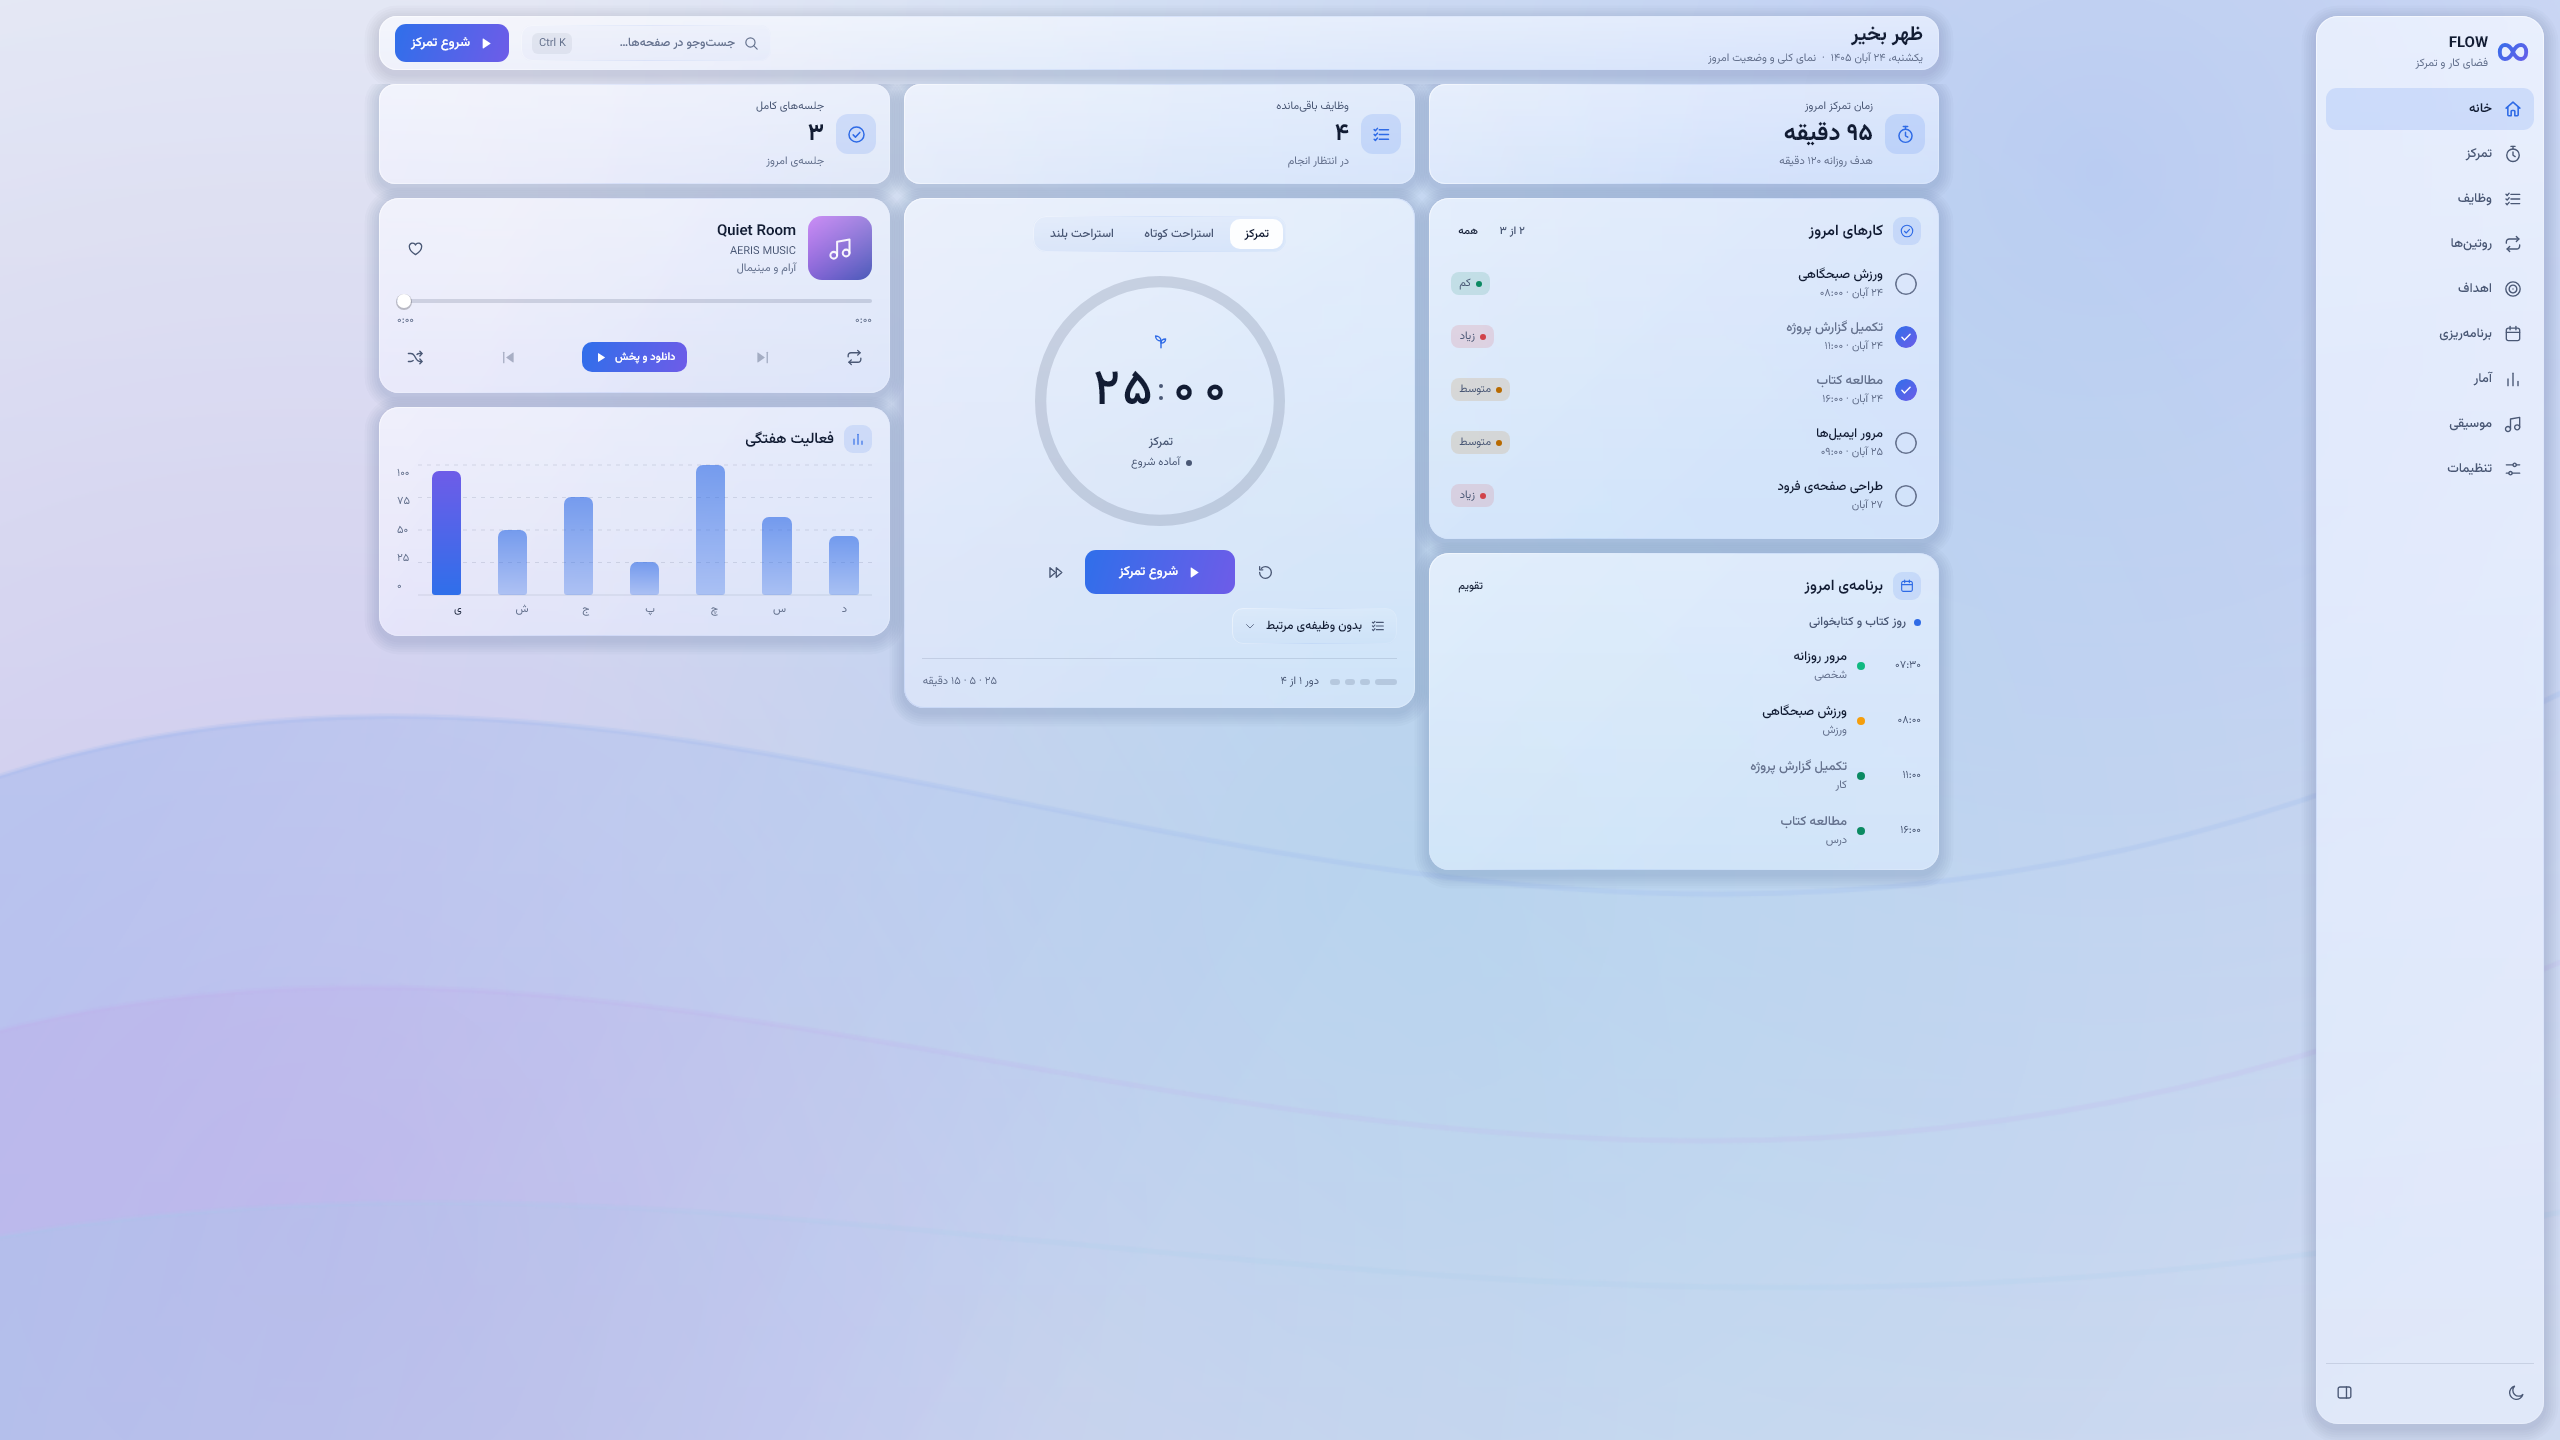 FLOW
فضای کار و تمرکز
خانه
تمرکز
وظایف
روتین‌ها
اهداف
برنامه‌ریزی
آمار
موسیقی
تنظیمات
ظهر بخیر
یکشنبه، ۲۴ آبان ۱۴۰۵ · نمای کلی و وضعیت امروز
جست‌وجو در صفحه‌ها...
Ctrl K
شروع تمرکز
زمان تمرکز امروز
۹۵ دقیقه
هدف روزانه ۱۲۰ دقیقه
وظایف باقی‌مانده
۴
در انتظار انجام
جلسه‌های کامل
۳
جلسه‌ی امروز
کارهای امروز
۲ از ۳
همه
ورزش صبحگاهی
۲۴ آبان · ۰۸:۰۰
کم
تکمیل گزارش پروژه
۲۴ آبان · ۱۱:۰۰
زیاد
مطالعه کتاب
۲۴ آبان · ۱۶:۰۰
متوسط
مرور ایمیل‌ها
۲۵ آبان · ۰۹:۰۰
متوسط
طراحی صفحه‌ی فرود
۲۷ آبان
زیاد
برنامه‌ی امروز
تقویم
روز کتاب و کتابخوانی
۰۷:۳۰
مرور روزانه
شخصی
۰۸:۰۰
ورزش صبحگاهی
ورزش
۱۱:۰۰
تکمیل گزارش پروژه
کار
۱۶:۰۰
مطالعه کتاب
درس
تمرکز
استراحت کوتاه
استراحت بلند
۲۵:۰۰
تمرکز
آماده شروع
شروع تمرکز
بدون وظیفه‌ی مرتبط
دور ۱ از ۴
۲۵ · ۵ · ۱۵ دقیقه
Quiet Room
AERIS MUSIC
آرام و مینیمال
۰:۰۰
۰:۰۰
دانلود و پخش
فعالیت هفتگی
۱۰۰
۷۵
۵۰
۲۵
۰
د
س
چ
پ
ج
ش
ی